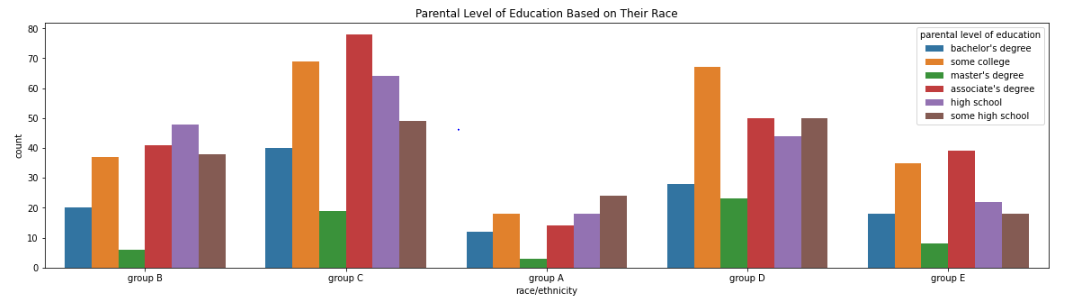 Parental Level of Education Based on Their Race
80
70
60
50
40
30
20
10
0
count
parental level of education
bachelor's degree
some college
master's degree
associate's degree
high school
some high school
group B
group C
group A
group D
group E
race/ethnicity